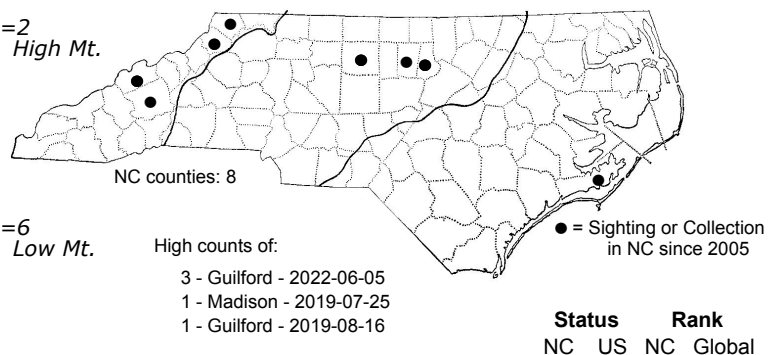 =2
High Mt.
NC counties: 8
=6
Low Mt.
High counts of:
3 - Guilford - 2022-06-05
1 - Madison - 2019-07-25
1 - Guilford - 2019-08-16
● = Sighting or Collection
in NC since 2005
Status Rank
NC US NC Global